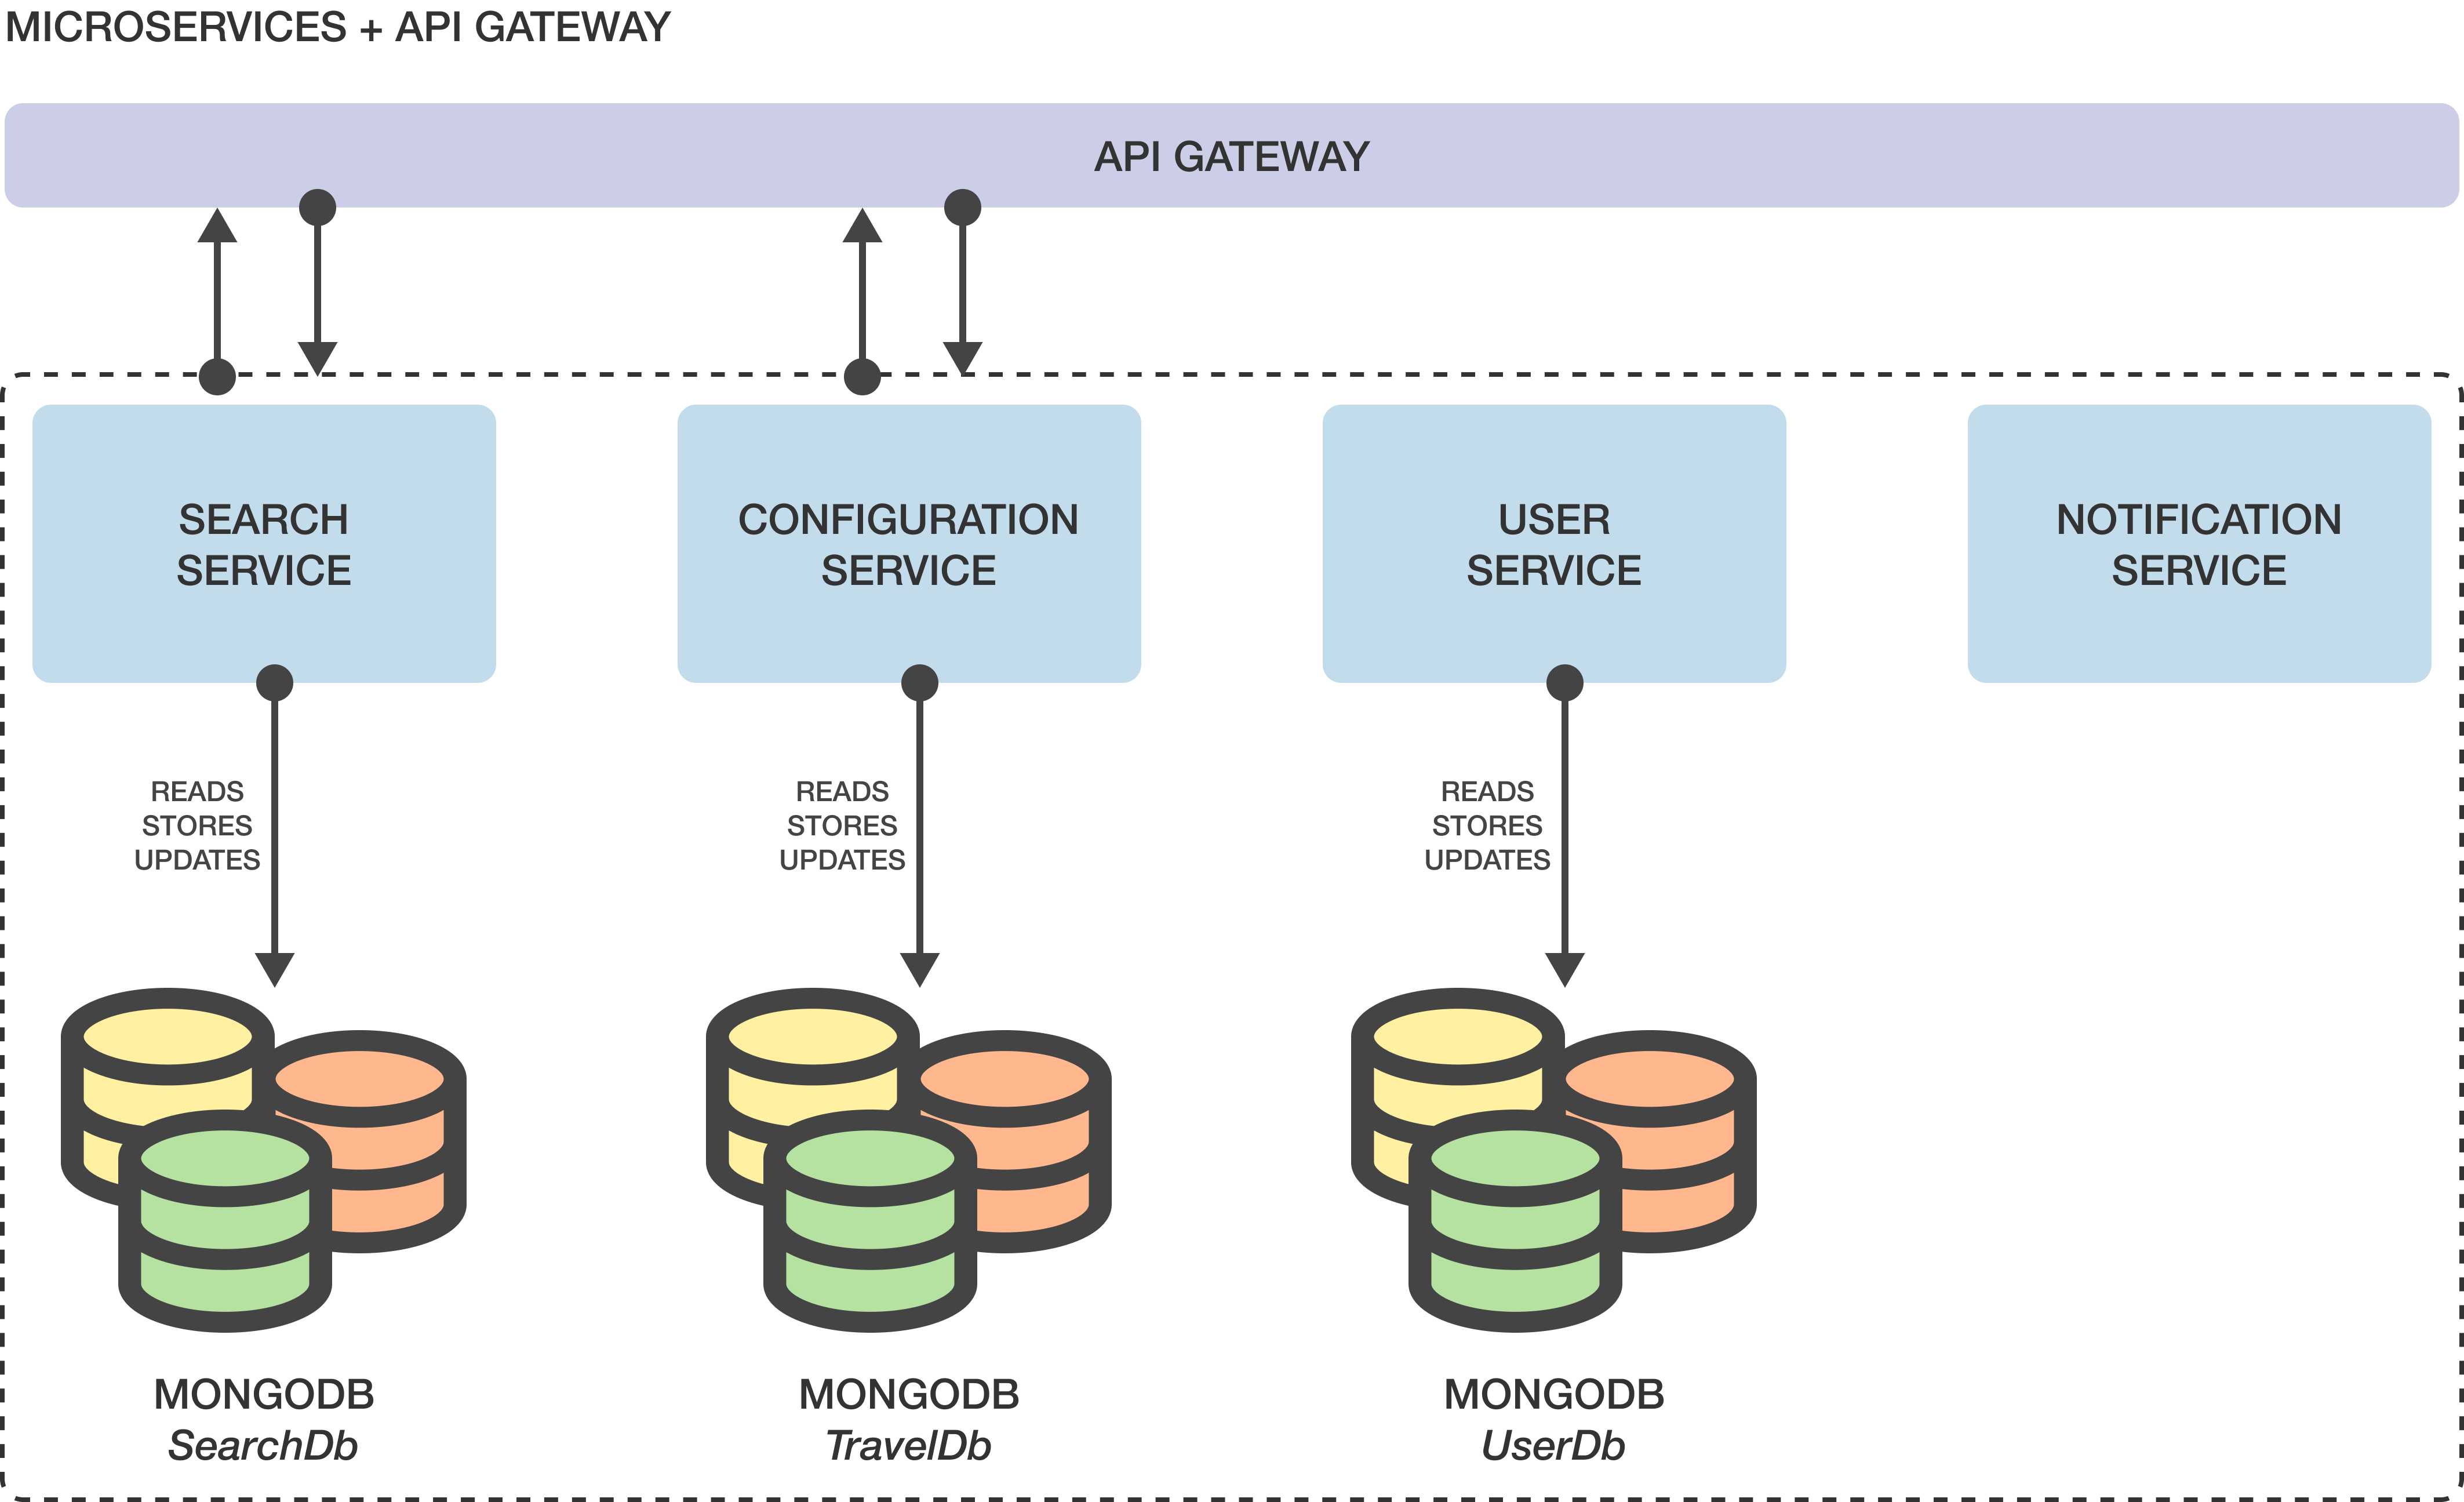 MICROSERVICES + API GATEWAY
API GATEWAY
SEARCH
SERVICE
CONFIGURATION
SERVICE
USER
SERVICE
NOTIFICATION
SERVICE
READS
STORES
UPDATES
READS
STORES
UPDATES
READS
STORES
UPDATES
MONGODB
SearchDb
MONGODB
TravelDb
MONGODB
UserDb